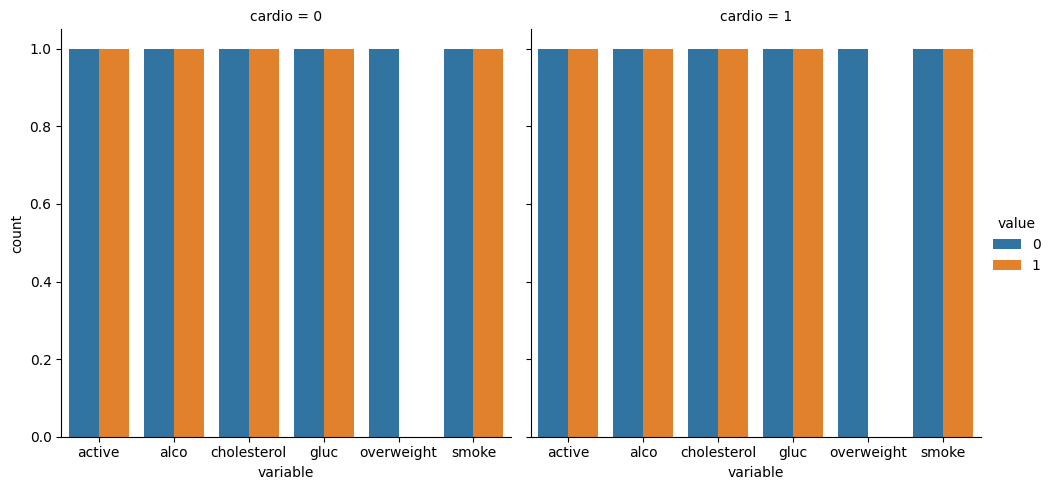 cardio = 0
cardio = 1
1.0
0.8
0.6
0.4
0.2
0.0
count
active alco cholesterol gluc overweight smoke
active alco cholesterol gluc overweight smoke
variable
variable
value
0
1